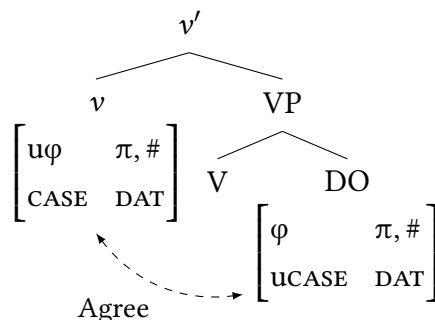 v′
v VP
uφ π, # V DO
CASE DAT
φ π, #
uCASE DAT
Agree